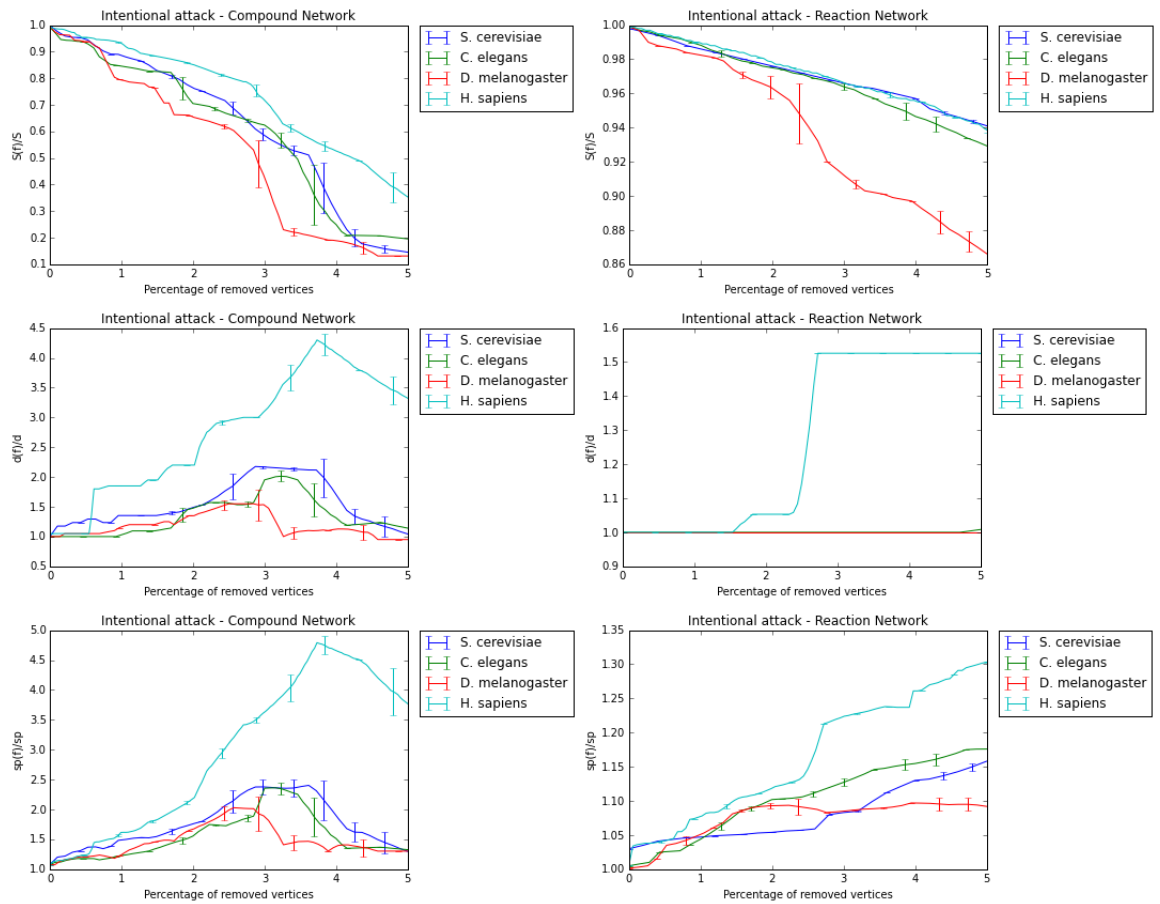 Intentional attack - Compound Network
S(f)/S
1.0
0.9
0.8
0.7
0.6
0.5
0.4
0.3
0.2
0.1
0 1 2 3 4 5
Percentage of removed vertices
S. cerevisiae
C. elegans
D. melanogaster
H. sapiens
Intentional attack - Reaction Network
S(f)/S
1.00
0.98
0.96
0.94
0.92
0.90
0.88
0.86
0 1 2 3 4 5
Percentage of removed vertices
S. cerevisiae
C. elegans
D. melanogaster
H. sapiens
Intentional attack - Compound Network
d(f)/d
4.5
4.0
3.5
3.0
2.5
2.0
1.5
1.0
0.5
0 1 2 3 4 5
Percentage of removed vertices
S. cerevisiae
C. elegans
D. melanogaster
H. sapiens
Intentional attack - Reaction Network
d(f)/d
1.6
1.5
1.4
1.3
1.2
1.1
1.0
0.9
0 1 2 3 4 5
Percentage of removed vertices
S. cerevisiae
C. elegans
D. melanogaster
H. sapiens
Intentional attack - Compound Network
sp(f)/sp
5.0
4.5
4.0
3.5
3.0
2.5
2.0
1.5
1.0
0 1 2 3 4 5
Percentage of removed vertices
S. cerevisiae
C. elegans
D. melanogaster
H. sapiens
Intentional attack - Reaction Network
sp(f)/sp
1.35
1.30
1.25
1.20
1.15
1.10
1.05
1.00
0 1 2 3 4 5
Percentage of removed vertices
S. cerevisiae
C. elegans
D. melanogaster
H. sapiens